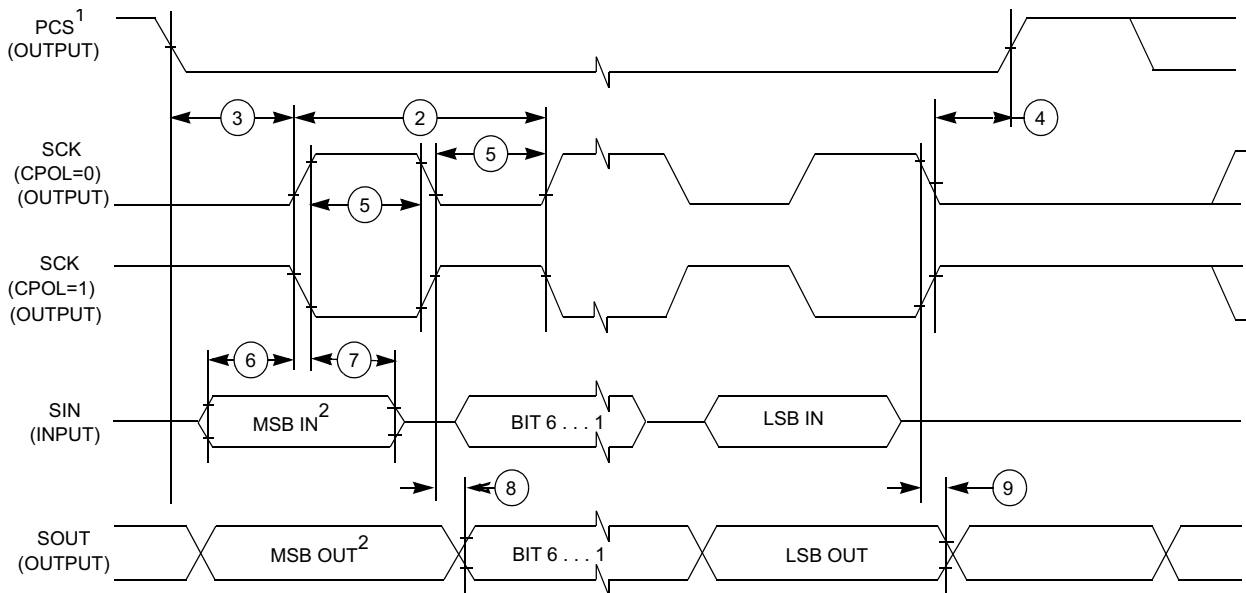 PCS1
(OUTPUT)
3
2
4
SCK
(CPOL=0)
(OUTPUT)
5
5
SCK
(CPOL=1)
(OUTPUT)
6
7
SIN
(INPUT)
MSB IN2
BIT 6 . . . 1
LSB IN
8
9
SOUT
(OUTPUT)
MSB OUT2
BIT 6 . . . 1
LSB OUT